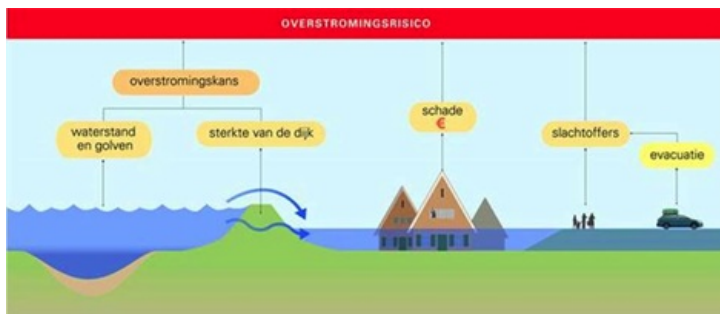 OVERSTROMINGSRISICO
overstromingskans
waterstand
en golven
sterkte van de dijk
schade
€
slachtoffers
evacuatie